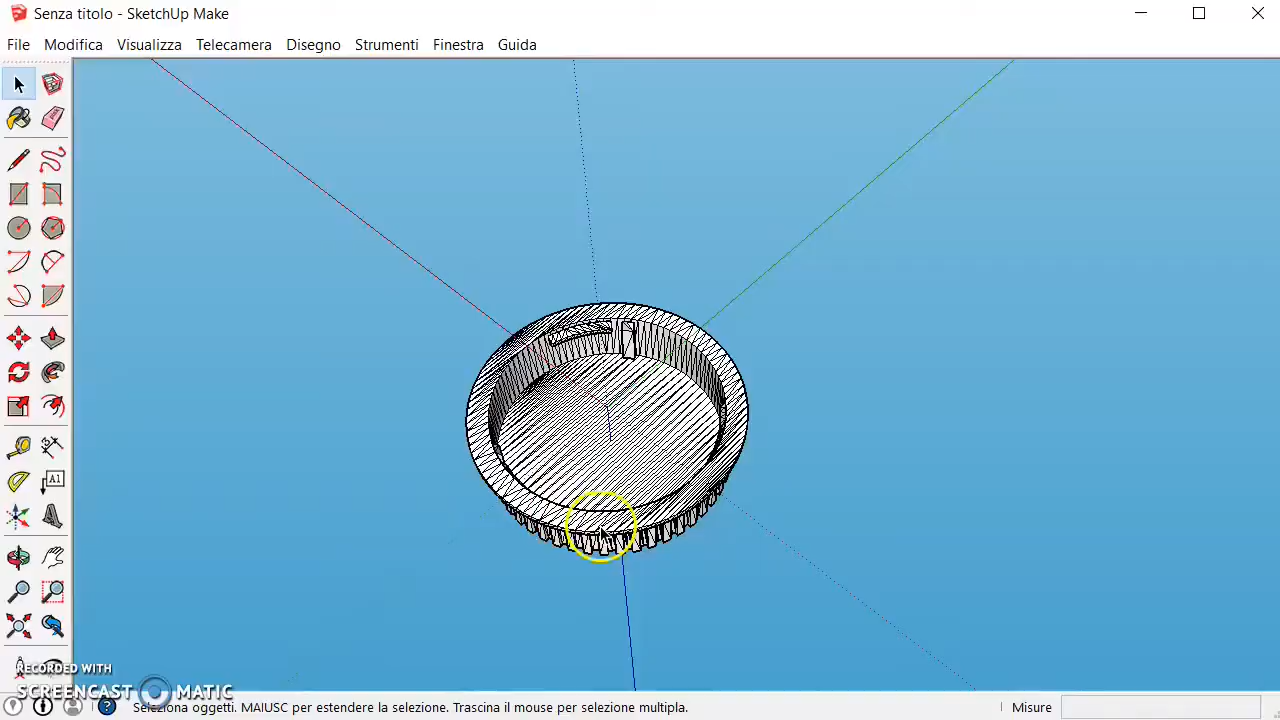 Senza titolo - SketchUp Make
File Modifica Visualizza Telecamera Disegno Strumenti Finestra Guida
A1
RECORDED WITH
SCREENCAST MATIC
Seleziona oggetti. MAIUSC per estendere la selezione. Trascina il mouse per selezione multipla. Misure